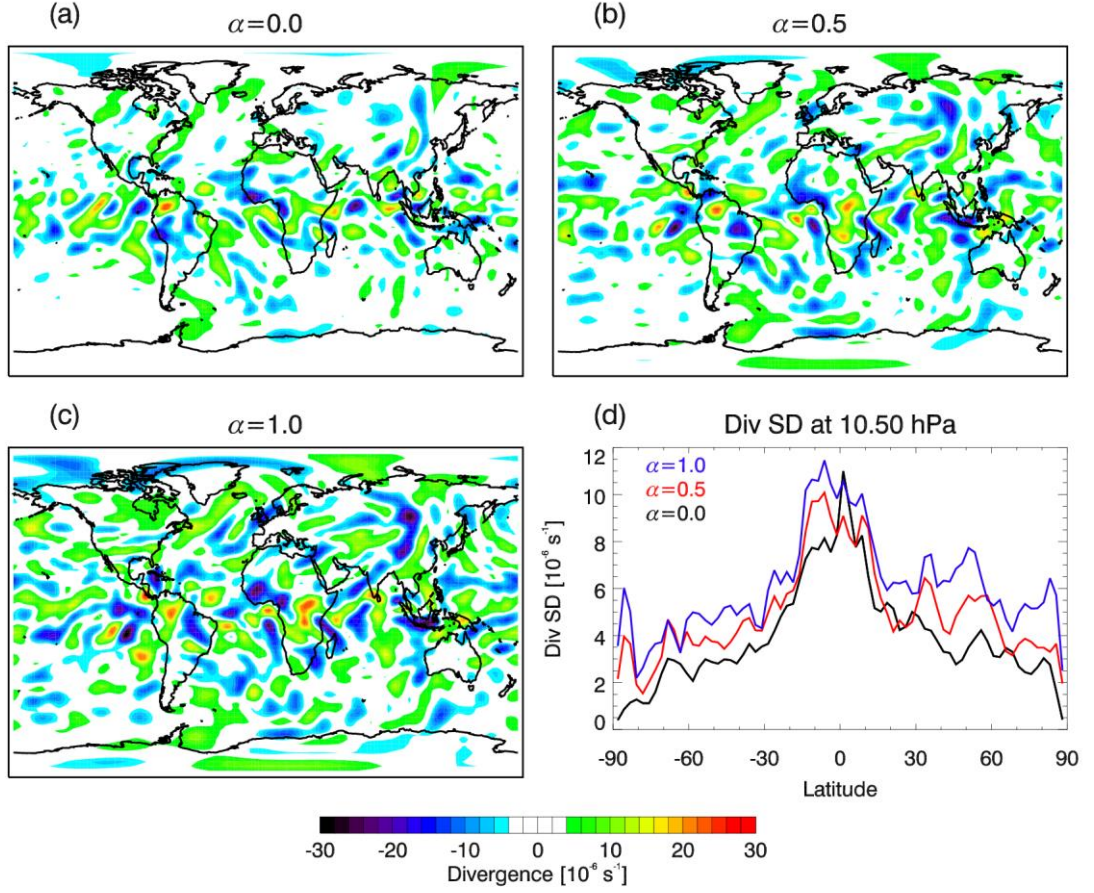 (a)
α=0.0
(b)
α=0.5
(c)
α=1.0
(d)
Div SD at 10.50 hPa
α=1.0
α=0.5
α=0.0
Div SD [10⁻⁶ s⁻¹]
12
10
8
6
4
2
0
-90 -60 -30 0 30 60 90
Latitude
-30 -20 -10 0 10 20 30
Divergence [10⁻⁶ s⁻¹]